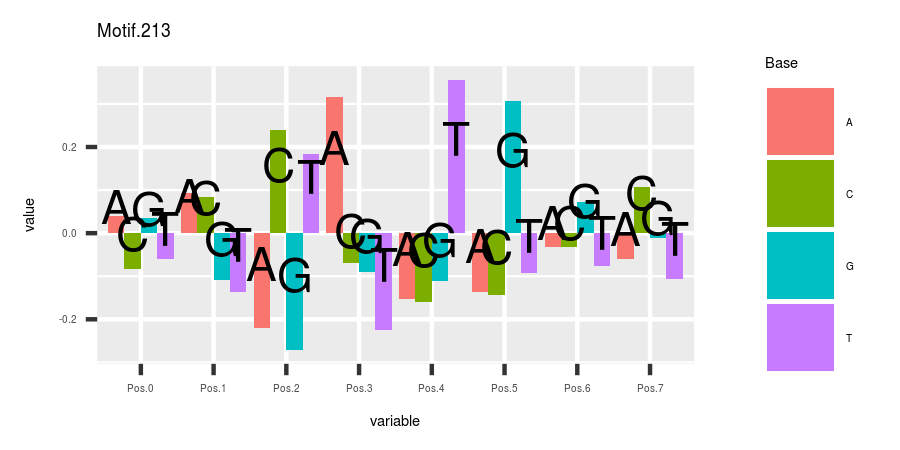 Motif.213
value
0.2
0.0
-0.2
A C G T A C G T A C G T A C G T A C G T A C G T A C G T A C G T
Pos.0 Pos.1 Pos.2 Pos.3 Pos.4 Pos.5 Pos.6 Pos.7
variable
Base
A
C
G
T